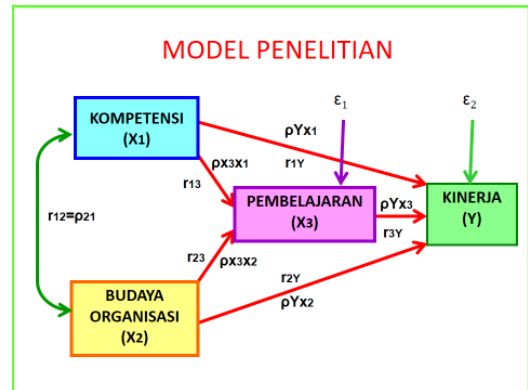 MODEL PENELITIAN
ε1
ε2
KOMPETENSI
(X1)
ρYx1
r1Y
ρx3x1
r13
r12=ρ21
PEMBELAJARAN
(X3)
ρYx3
r3Y
KINERJA
(Y)
r23
ρx3x2
r2Y
ρYx2
BUDAYA
ORGANISASI
(X2)